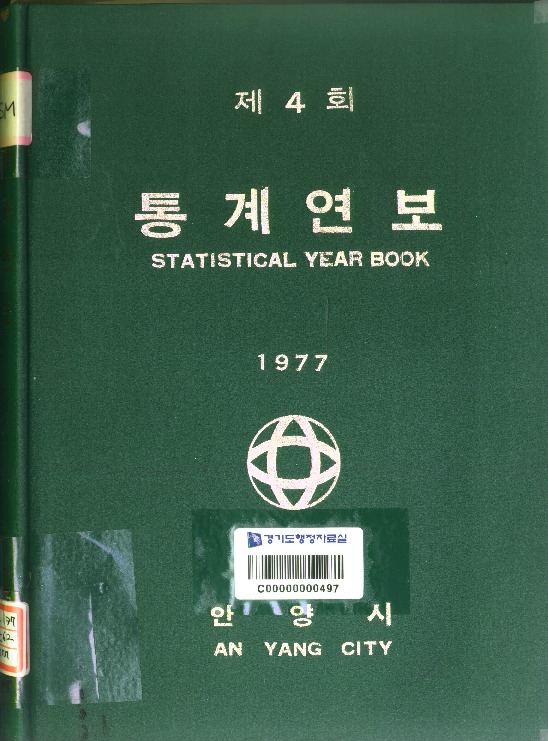 제 4 회
통 계 연 보
STATISTICAL YEAR BOOK
1977
경기도행정자료실
C00000000497
안 양 시
AN YANG CITY
SM